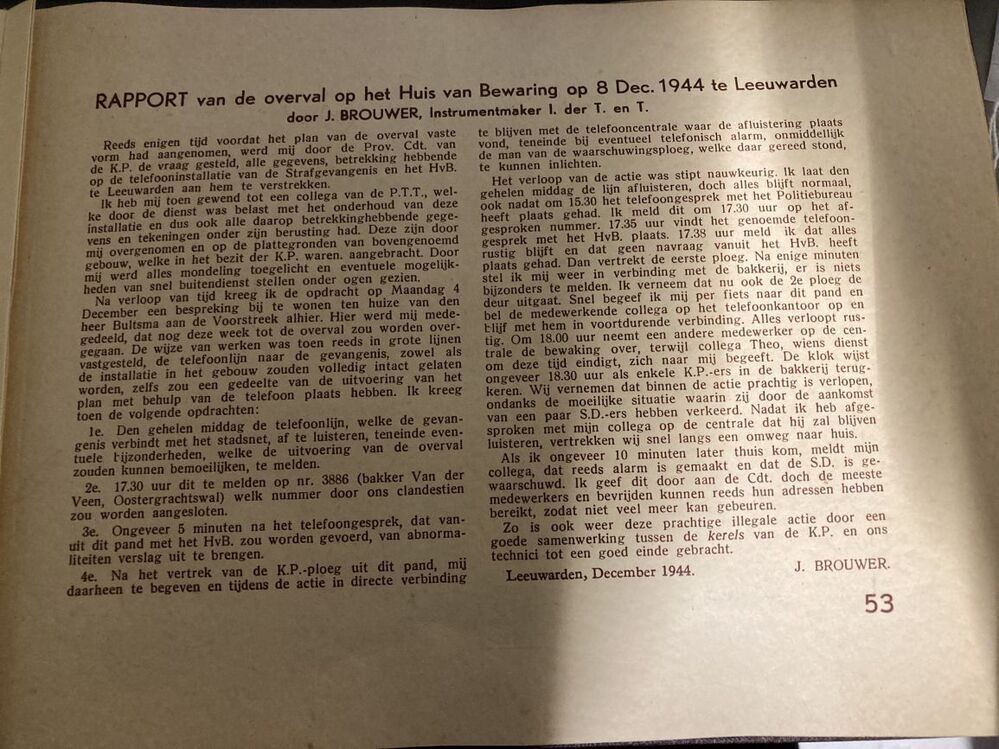 RAPPORT van de overval op het Huis van Bewaring op 8 Dec. 1944 te Leeuwarden
door J. BROUWER, Instrumentmaker I. der T. en T.
Reeds enigen tijd voordat het plan van de overval vaste
vorm had aangenomen, werd mij door de Prov. Cdt. van
de K.P. de vraag gesteld, alle gegevens, betrekking hebbende
op de telefooninstallatie van de Strafgevangenis en het HvB.
te Leeuwarden aan hem te verstrekken.
Ik heb mij toen gewend tot een collega van de P.T.T., wel-
ke door de dienst was belast met het onderhoud van deze
installatie en dus ook alle daarop betrekkinghebbende gege-
vens en tekeningen onder zijn berusting had. Deze zijn door
mij overgenomen en op de plattegronden van bovengenoemd
gebouw, welke in het bezit der K.P. waren. aangebracht. Door
mij werd alles mondeling toegelicht en eventuele mogelijk-
heden van snel buitendienst stellen onder ogen gezien.
Na verloop van tijd kreeg ik de opdracht op Maandag 4
December een bespreking bij te wonen ten huize van den
heer Bultsma aan de Voorstreek alhier. Hier werd mij mede-
gedeeld, dat nog deze week tot de overval zou worden over-
gegaan. De wijze van werken was toen reeds in grote lijnen
vastgesteld, de telefoonlijn naar de gevangenis, zowel als
de installatie in het gebouw zouden volledig intact gelaten
worden, zelfs zou een gedeelte van de uitvoering van het
plan met behulp van de telefoon plaats hebben. Ik kreeg
toen de volgende opdrachten:
1e. Den gehelen middag de telefoonlijn, welke de gevan-
genis verbindt met het stadsnet, af te luisteren, teneinde even-
tuele bijzonderheden, welke de uitvoering van de overval
zouden kunnen bemoeilijken, te melden.
2e. 17.30 uur dit te melden op nr. 3886 (bakker Van der
Veen, Oostergrachtswal) welk nummer door ons clandestien
zou worden aangesloten.
3e. Ongeveer 5 minuten na het telefoongesprek, dat van-
uit dit pand met het HvB. zou worden gevoerd, van abnorma-
liteiten verslag uit te brengen.
4e. Na het vertrek van de K.P.-ploeg uit dit pand, mij
daarheen te begeven en tijdens de actie in directe verbinding
te blijven met de telefooncentrale waar de afluistering plaats
vond, teneinde bij eventueel telefonisch alarm, onmiddelijk
de man van de waarschuwingsploeg, welke daar gereed stond,
te kunnen inlichten.
Het verloop van de actie was stipt nauwkeurig. Ik laat den
gehelen middag de lijn afluisteren, doch alles blijft normaal,
ook nadat om 15.30 het telefoongesprek met het Politiebureau
heeft plaats gehad. Ik meld dit om 17.30 uur op het af-
gesproken nummer. 17.35 uur vindt het genoemde telefoon-
gesprek met het HvB. plaats. 17.38 uur meld ik dat alles
rustig blijft en dat geen navraag vanuit het HvB. heeft
plaats gehad. Dan vertrekt de eerste ploeg. Na enige minuten
stel ik mij weer in verbinding met de bakkerij, er is niets
bijzonders te melden. Ik verneem dat nu ook de 2e ploeg de
deur uitgaat. Snel begeef ik mij per fiets naar dit pand en
bel de medewerkende collega op het telefoonkantoor op en
blijf met hem in voortdurende verbinding. Alles verloopt rus-
tig. Om 18.00 uur neemt een andere medewerker op de cen-
trale de bewaking over, terwijl collega Theo, wiens dienst
om deze tijd eindigt, zich naar mij begeeft. De klok wijst
ongeveer 18.30 uur als enkele K.P.-ers in de bakkerij terug-
keren. Wij vernemen dat binnen de actie prachtig is verlopen,
ondanks de moeilijke situatie waarin zij door de aankomst
van een paar S.D.-ers hebben verkeerd. Nadat ik heb afge-
sproken met mijn collega op de centrale dat hij zal blijven
luisteren, vertrekken wij snel langs een omweg naar huis.
Als ik ongeveer 10 minuten later thuis kom, meldt mijn
collega, dat reeds alarm is gemaakt en dat de S.D. is ge-
waarschuwd. Ik geef dit door aan de Cdt. doch de meeste
medewerkers en bevrijden kunnen reeds hun adressen hebben
bereikt, zodat niet veel meer kan gebeuren.
Zo is ook weer deze prachtige illegale actie door een
goede samenwerking tussen de kerels van de K.P. en ons
technici tot een goed einde gebracht.
Leeuwarden, December 1944. J. BROUWER.
53